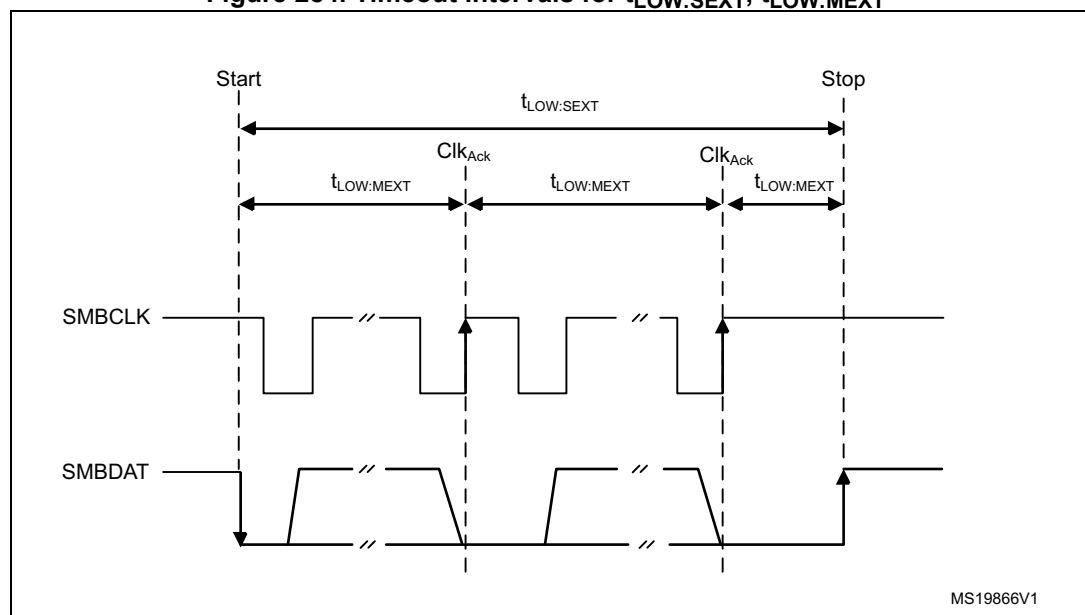 Figure 284. Timeout intervals for tLOW:SEXT, tLOW:MEXT
Start
Stop
tLOW:SEXT
ClkAck
ClkAck
tLOW:MEXT
tLOW:MEXT
tLOW:MEXT
SMBCLK
SMBDAT
MS19866V1